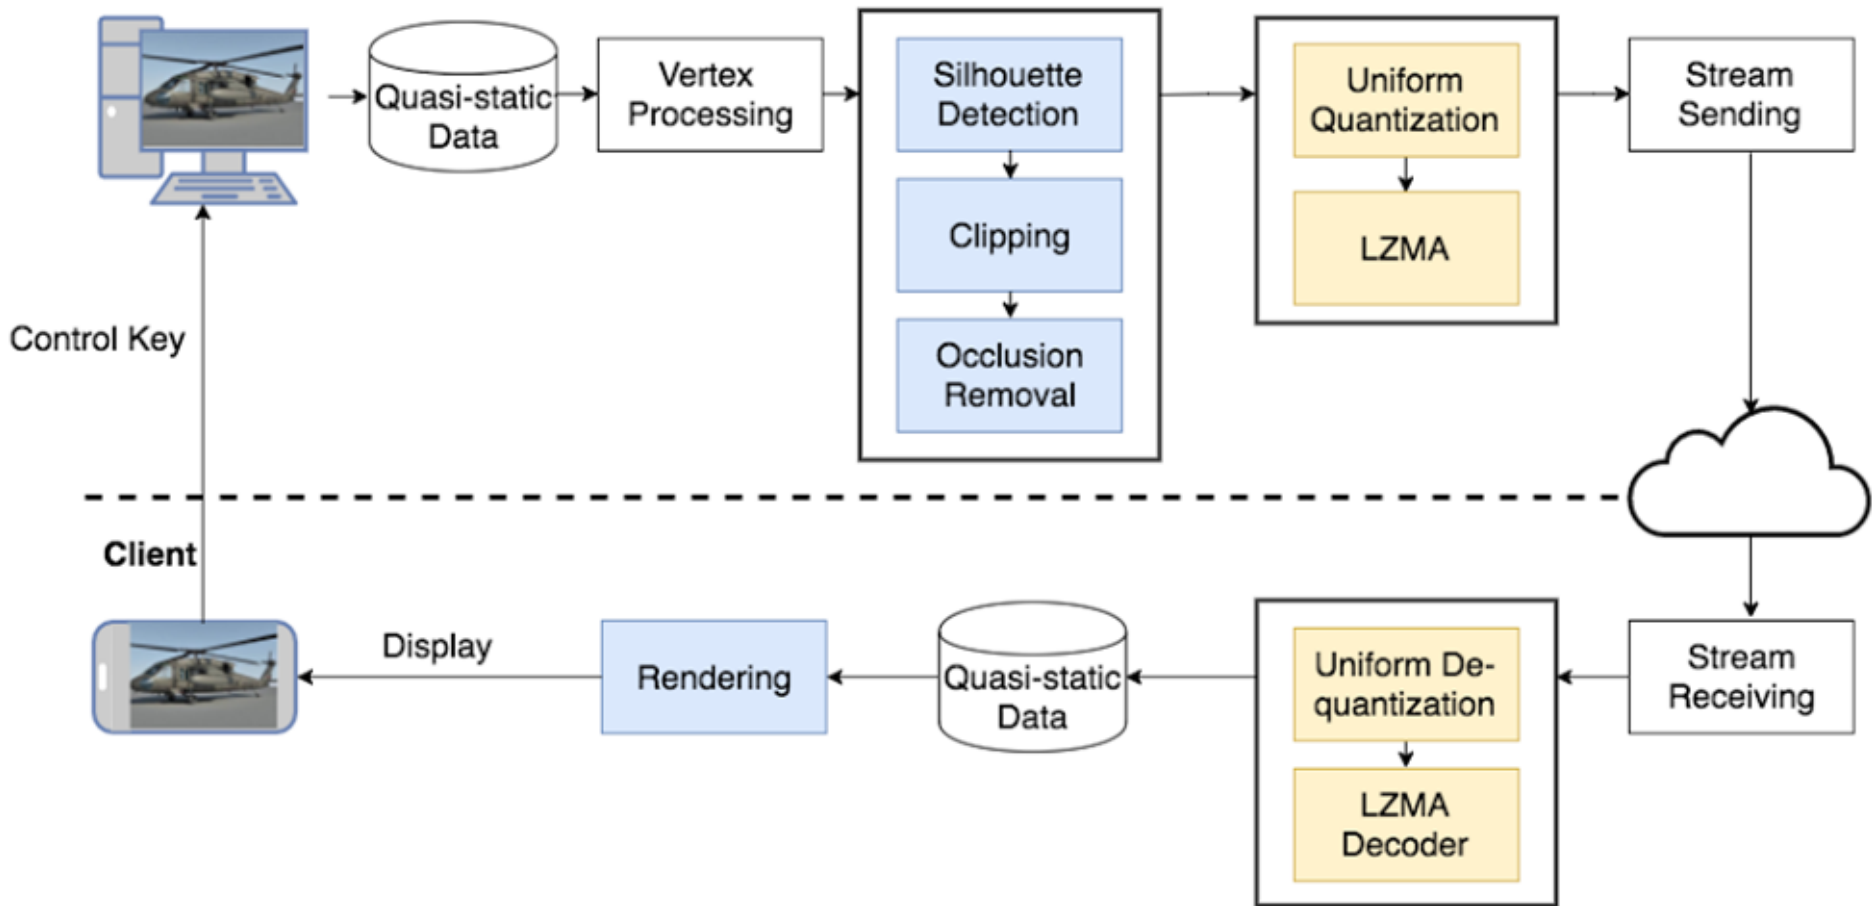 Quasi-static
Data
Vertex
Processing
Silhouette
Detection
Clipping
Occlusion
Removal
Uniform
Quantization
LZMA
Stream
Sending
Control Key
Client
Display
Rendering
Quasi-static
Data
Uniform De-
quantization
LZMA
Decoder
Stream
Receiving